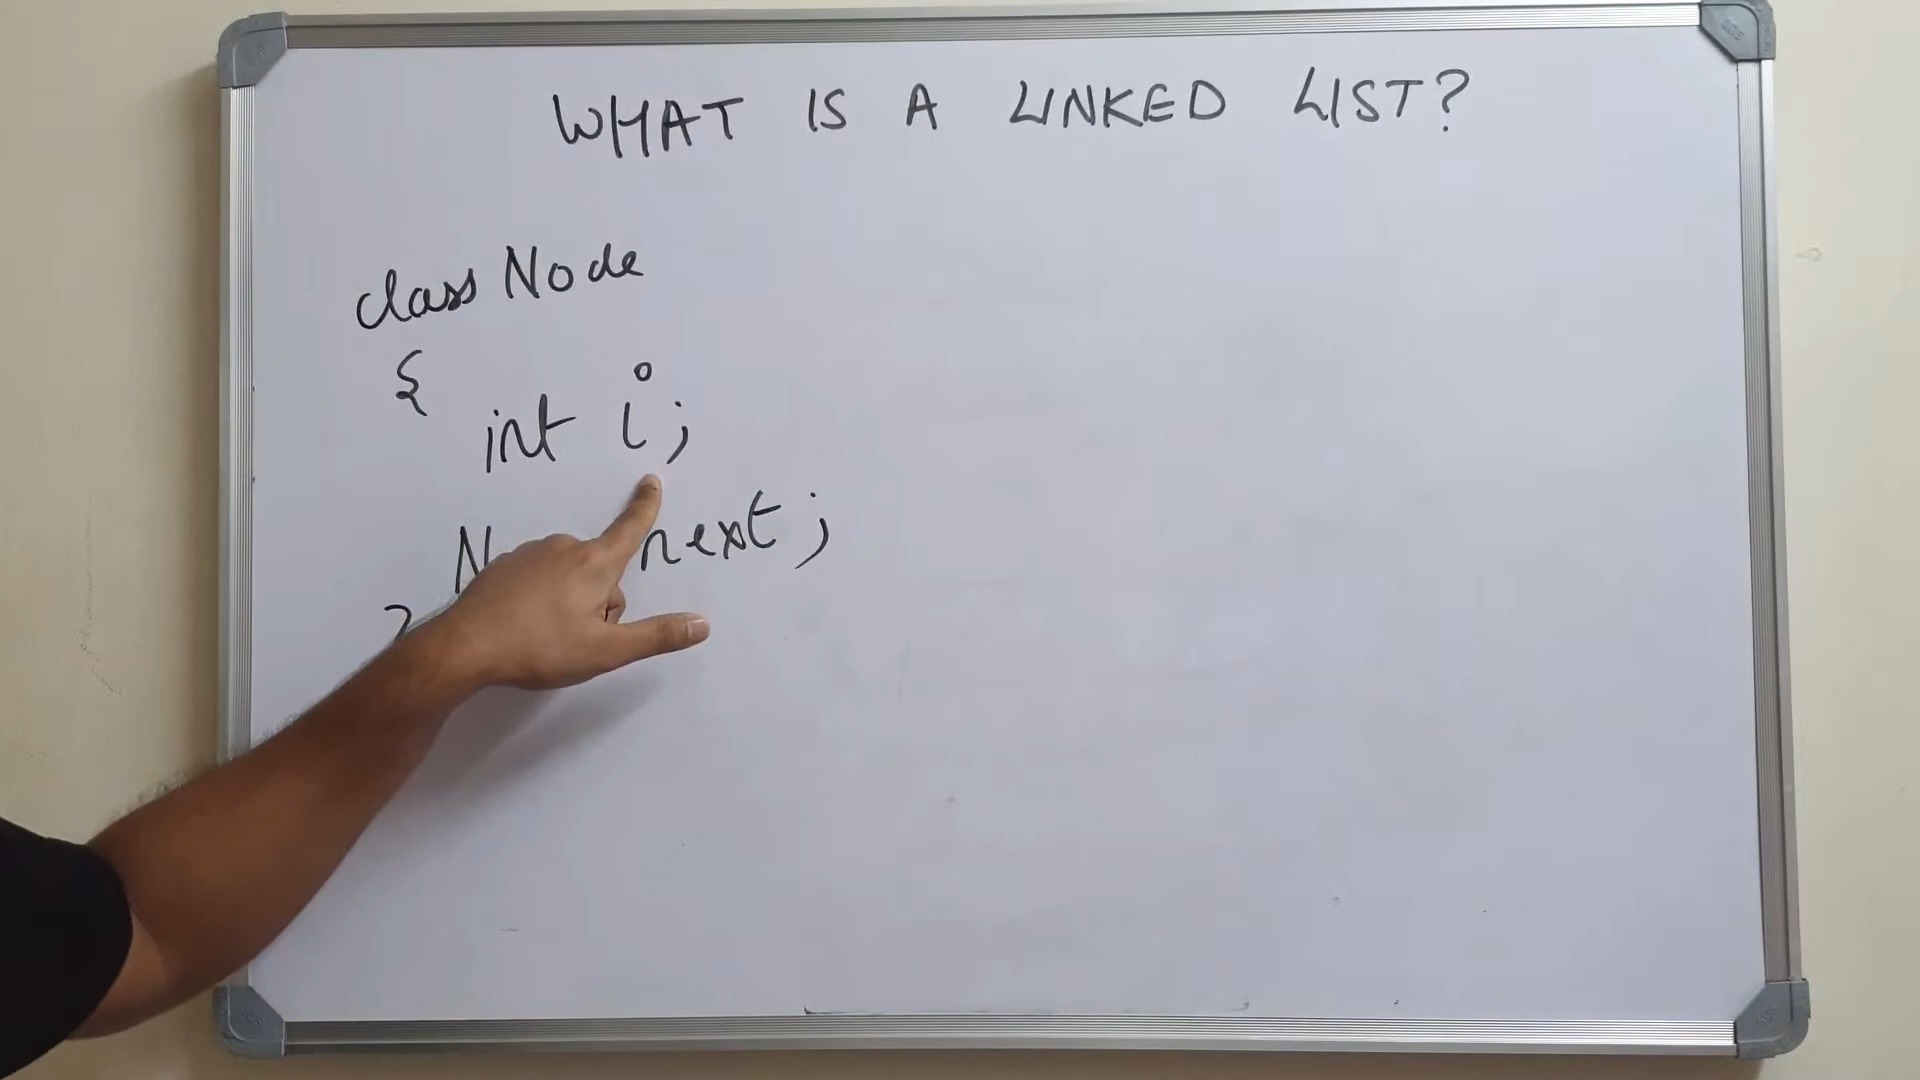 WHAT IS A LINKED LIST?
class Node
{
int i;
next;
}